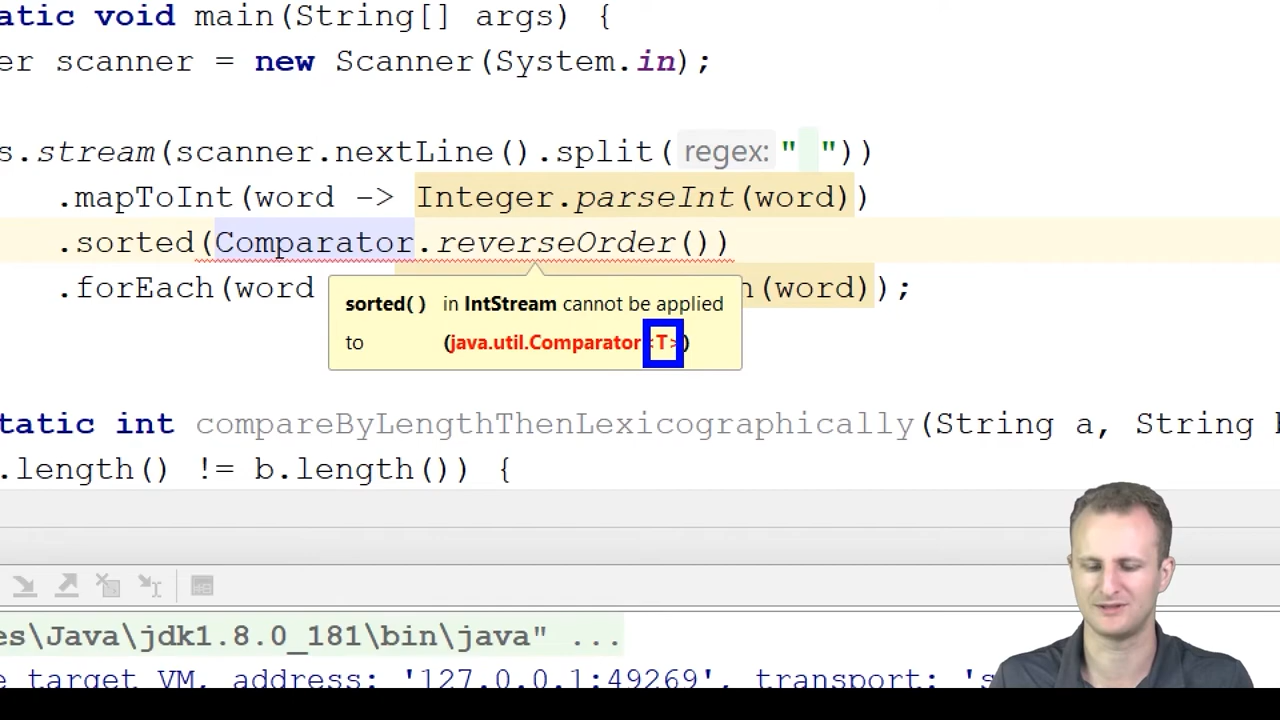 atic void main(String[] args) {
er scanner = new Scanner(System.in);
s.stream(scanner.nextLine().split( regex: " "))
.mapToInt(word -> Integer.parseInt(word))
.sorted(Comparator.reverseOrder())
.forEach(word n(word));
sorted() in IntStream cannot be applied
to (java.util.Comparator<T>)
tatic int compareByLengthThenLexicographically(String a, String b
.length() != b.length()) {
es\Java\jdk1.8.0_181\bin\java" ...
e target VM, address: '127.0.0.1:49269', transport: 's